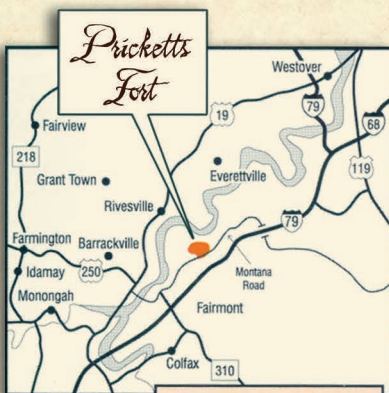 Pricketts
Fort
Westover
79
68
19
Fairview
218
119
Everettville
Grant Town
Rivesville
79
Farmington
Barrackville
250
Idamay
Montana
Road
Monongah
Fairmont
Colfax
310